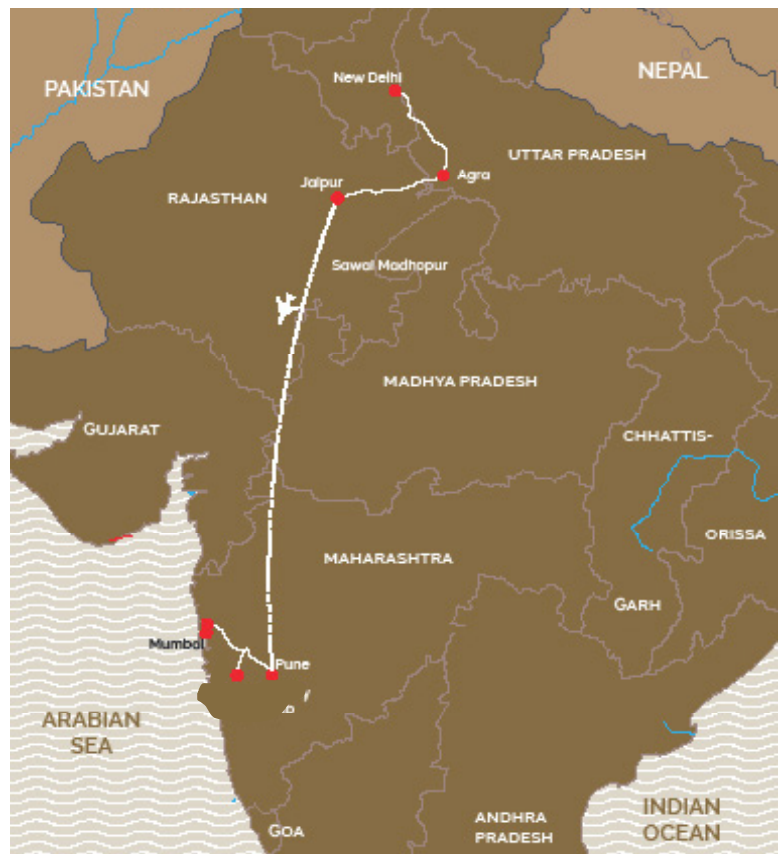 New Delhi
NEPAL
PAKISTAN
UTTAR PRADESH
Agra
Jaipur
RAJASTHAN
Sawai Madhopur
MADHYA PRADESH
GUJARAT
CHHATTIS-
ORISSA
MAHARASHTRA
GARH
Mumbai
Pune
ARABIAN
SEA
INDIAN
OCEAN
ANDHRA
PRADESH
GOA